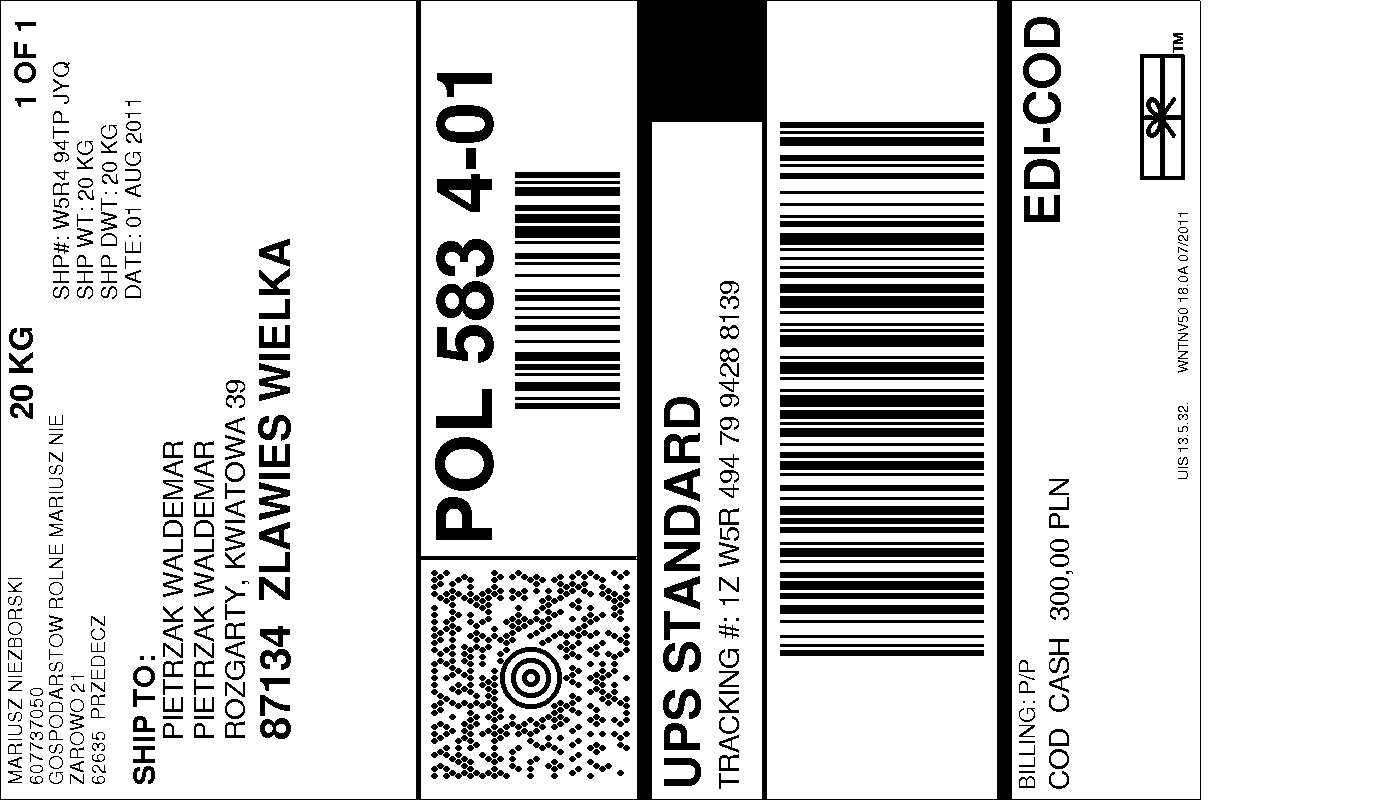 MARIUSZ NIEZBORSKI
607737050
GOSPODARSTOW ROLNE MARIUSZ NIE
ZAROWO 21
62635 PRZEDECZ
20 KG
1 OF 1
SHP#: W5R4 94TP JYQ
SHP WT: 20 KG
SHP DWT: 20 KG
DATE: 01 AUG 2011
SHIP TO:
PIETRZAK WALDEMAR
PIETRZAK WALDEMAR
ROZGARTY, KWIATOWA 39
87134 ZLAWIES WIELKA
POL 583 4-01
UPS STANDARD
TRACKING #: 1Z W5R 494 79 9428 8139
BILLING: P/P
COD CASH 300,00 PLN
EDI-COD
TM
UIS 13.5.32. WNTNV50 18.0A 07/2011